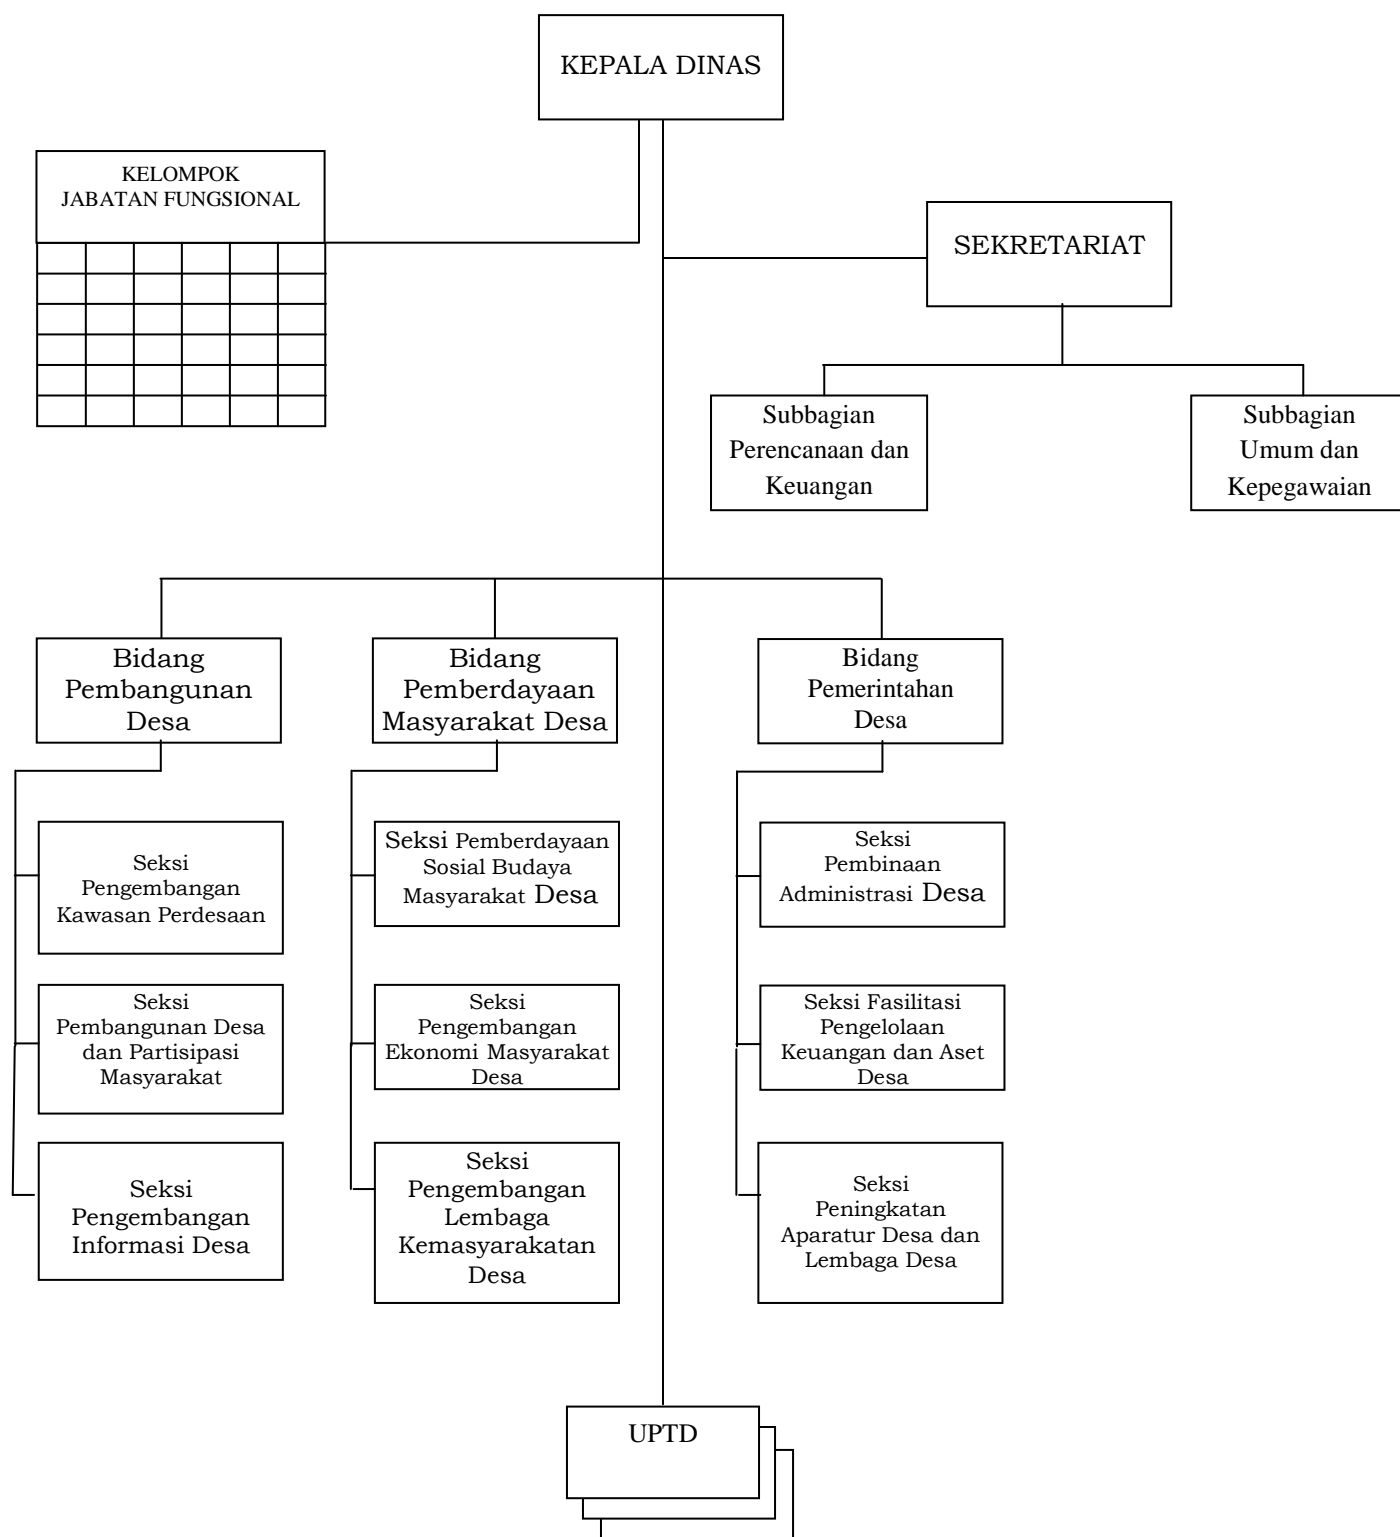 KEPALA DINAS
KELOMPOK
JABATAN FUNGSIONAL
SEKRETARIAT
Subbagian
Perencanaan dan
Keuangan
Subbagian
Umum dan
Kepegawaian
Bidang
Pembangunan
Desa
Bidang
Pemberdayaan
Masyarakat Desa
Bidang
Pemerintahan
Desa
Seksi
Pengembangan
Kawasan Perdesaan
Seksi Pemberdayaan
Sosial Budaya
Masyarakat Desa
Seksi
Pembinaan
Administrasi Desa
Seksi
Pembangunan Desa
dan Partisipasi
Masyarakat
Seksi
Pengembangan
Ekonomi Masyarakat
Desa
Seksi Fasilitasi
Pengelolaan
Keuangan dan Aset
Desa
Seksi
Pengembangan
Informasi Desa
Seksi
Pengembangan
Lembaga
Kemasyarakatan
Desa
Seksi
Peningkatan
Aparatur Desa dan
Lembaga Desa
UPTD